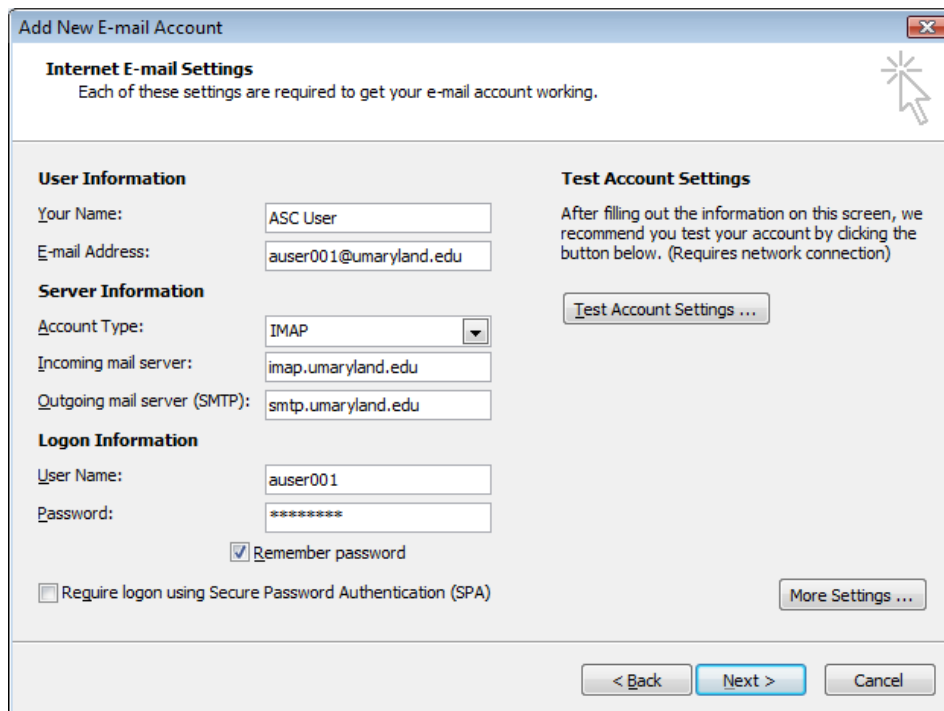 Add New E-mail Account
Internet E-mail Settings
Each of these settings are required to get your e-mail account working.
User Information
Your Name:
ASC User
E-mail Address:
auser001@umaryland.edu
Server Information
Account Type:
IMAP
Incoming mail server:
imap.umaryland.edu
Outgoing mail server (SMTP):
smtp.umaryland.edu
Logon Information
User Name:
auser001
Password:
********
Remember password
Require logon using Secure Password Authentication (SPA)
Test Account Settings
After filling out the information on this screen, we
recommend you test your account by clicking the
button below. (Requires network connection)
Test Account Settings ...
More Settings ...
< Back
Next >
Cancel